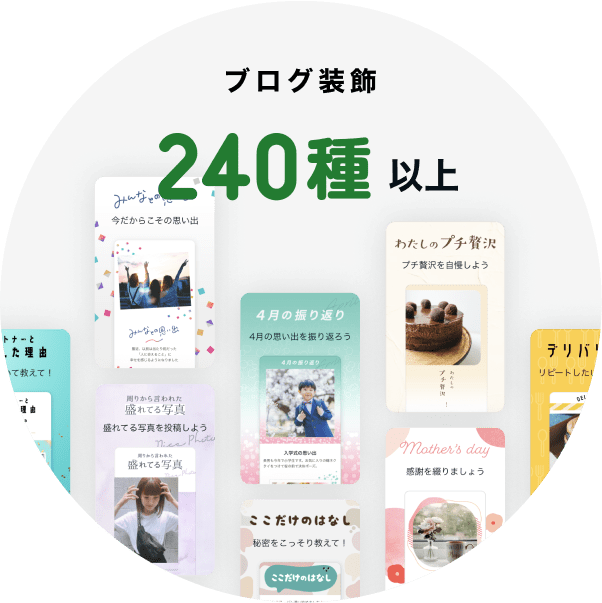 ブログ装飾
240種以上
みんなとの思い出
今だからこその思い出
みんなとの思い出
わたしのプチ贅沢
プチ贅沢を自慢しよう
わたしの
プチ贅沢
4月の振り返り
4月の思い出を振り返ろう
4月の振り返り
入学式の思い出
トナーと
した理由
いて教えて！
デリバリ
リピートしたい
周りから言われた
盛れてる写真
盛れてる写真を投稿しよう
Nice Photo
周りから言われた
盛れてる写真
Mother's day
感謝を綴りましょう
ここだけのはなし
秘密をこっそり教えて！
ここだけのはなし